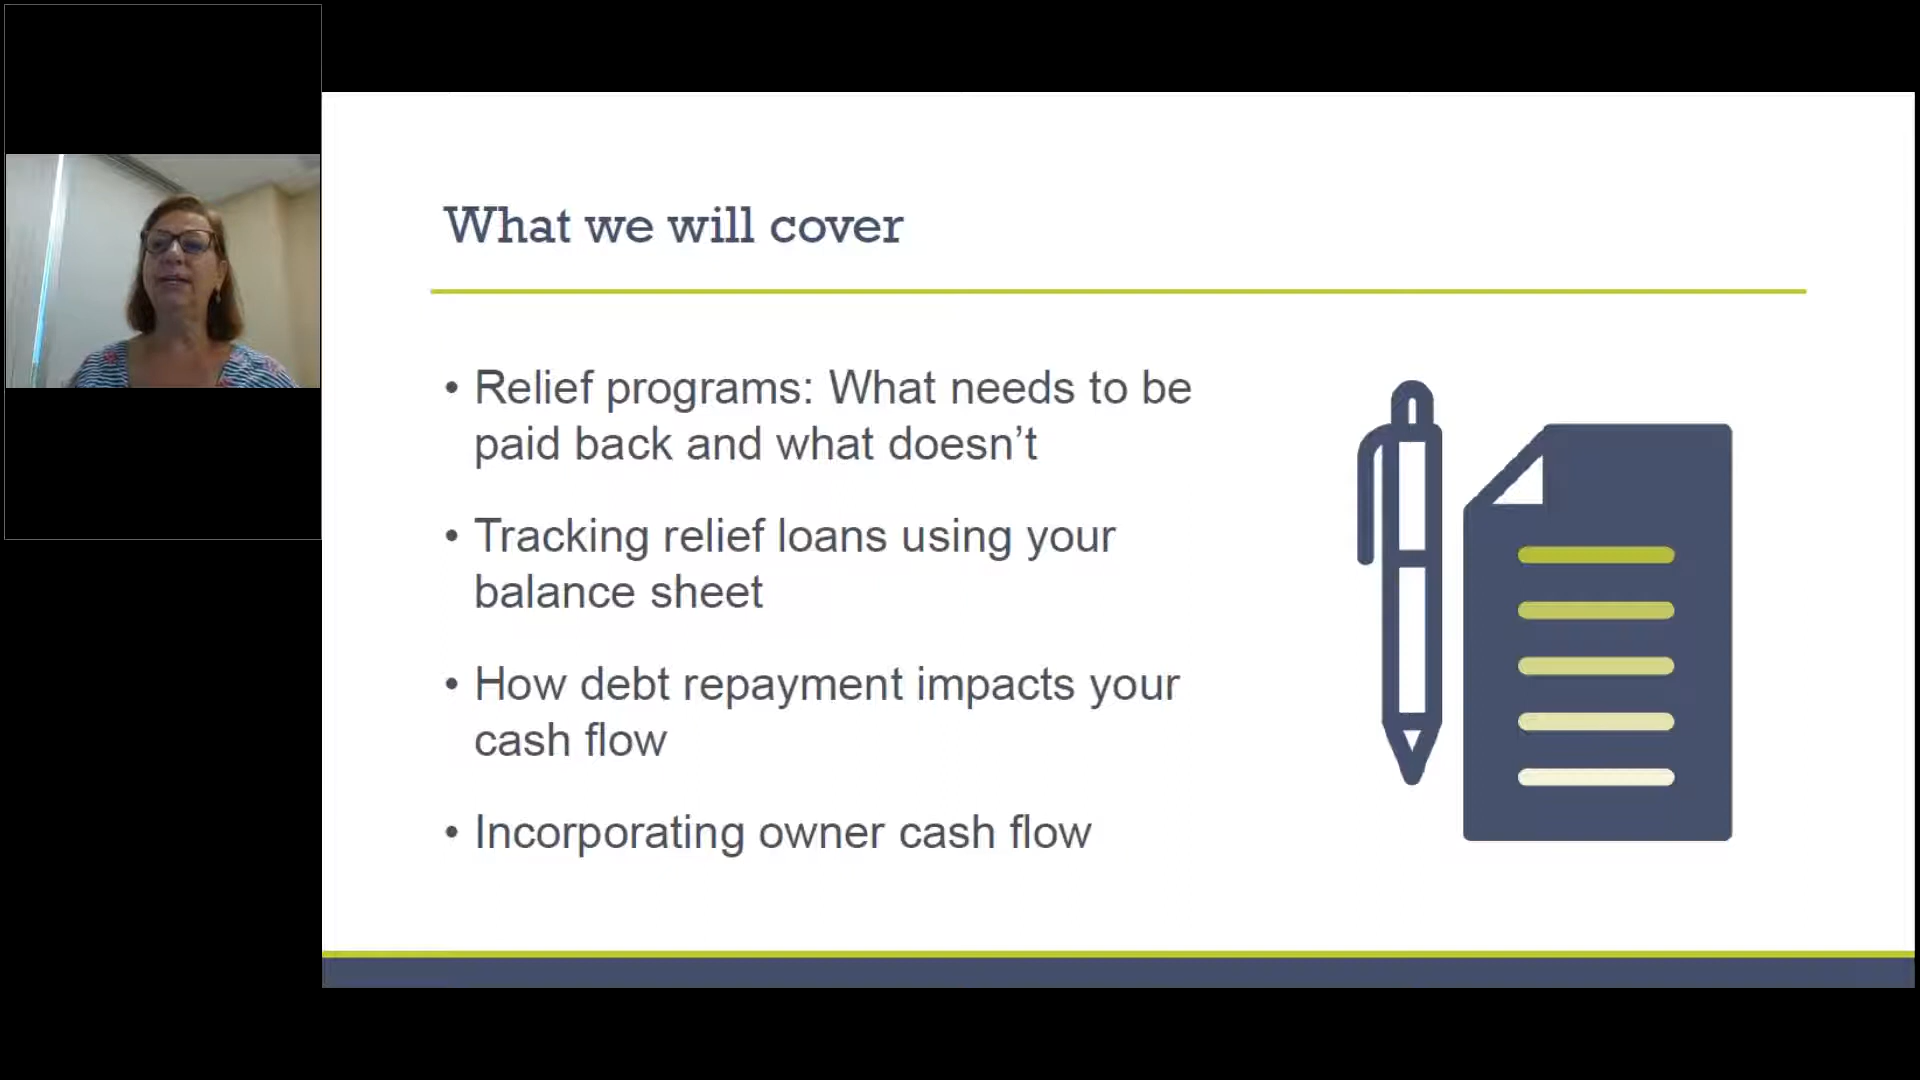 What we will cover
• Relief programs: What needs to be
paid back and what doesn’t
• Tracking relief loans using your
balance sheet
• How debt repayment impacts your
cash flow
• Incorporating owner cash flow